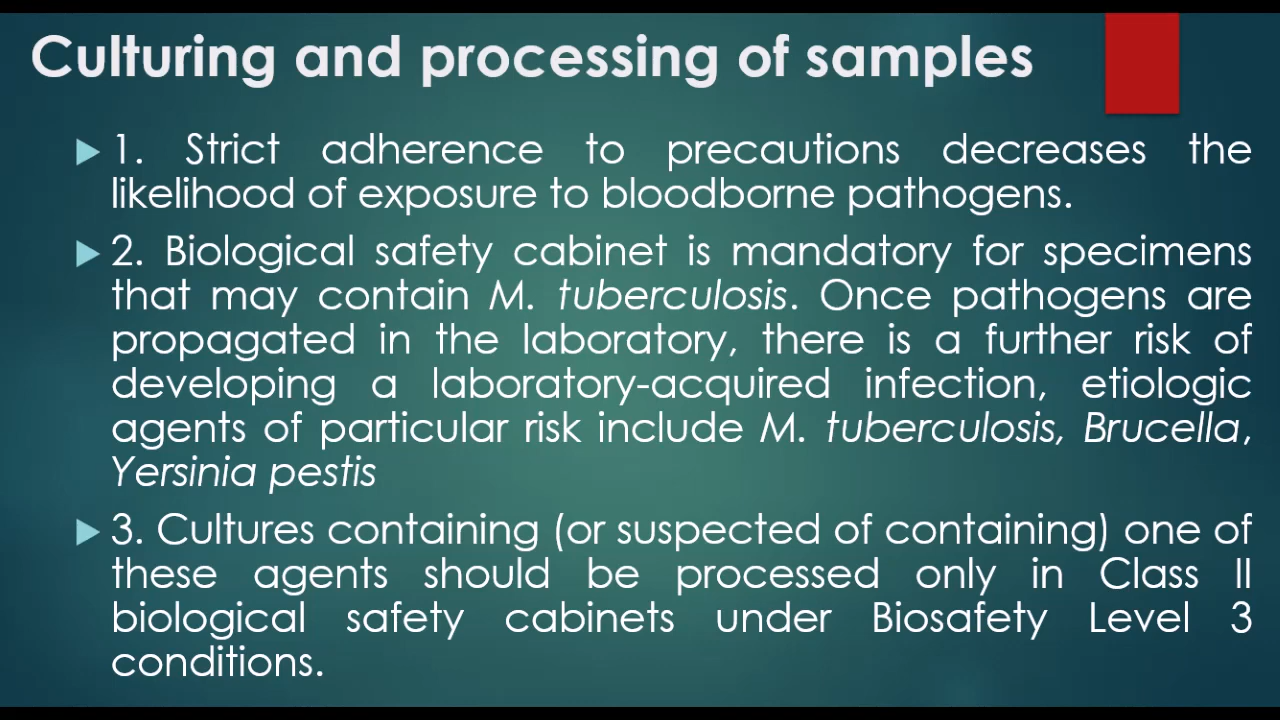 Culturing and processing of samples
1. Strict adherence to precautions decreases the
likelihood of exposure to bloodborne pathogens.
2. Biological safety cabinet is mandatory for specimens
that may contain M. tuberculosis. Once pathogens are
propagated in the laboratory, there is a further risk of
developing a laboratory-acquired infection, etiologic
agents of particular risk include M. tuberculosis, Brucella,
Yersinia pestis
3. Cultures containing (or suspected of containing) one of
these agents should be processed only in Class II
biological safety cabinets under Biosafety Level 3
conditions.